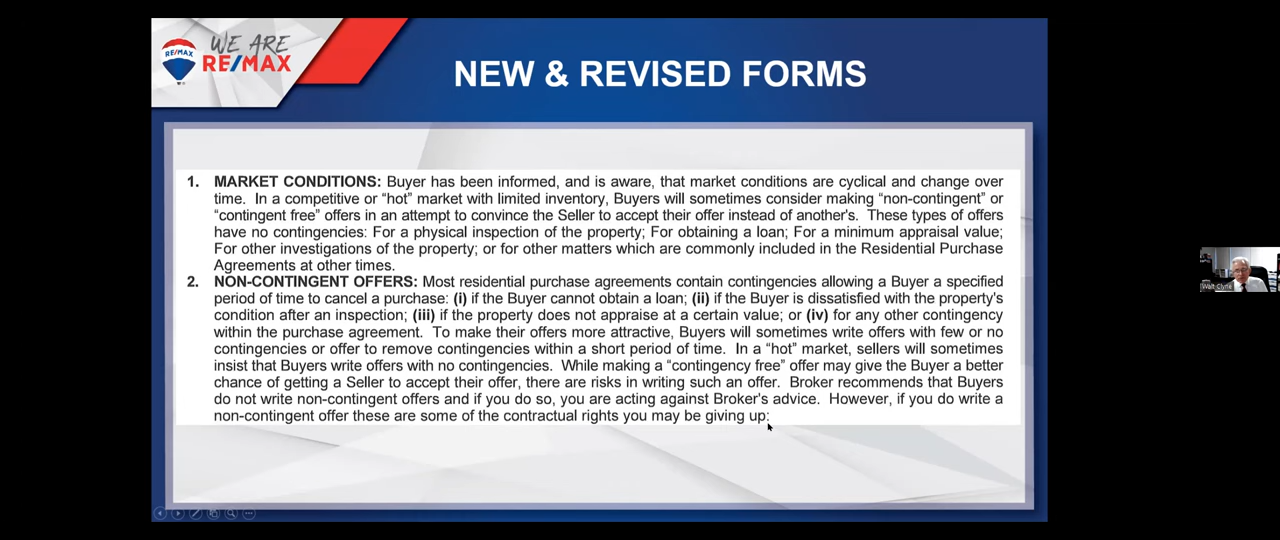 WE ARE
RE/MAX
RE/MAX
NEW & REVISED FORMS
1. MARKET CONDITIONS: Buyer has been informed, and is aware, that market conditions are cyclical and change over
time. In a competitive or “hot” market with limited inventory, Buyers will sometimes consider making “non-contingent” or
“contingent free” offers in an attempt to convince the Seller to accept their offer instead of another's. These types of offers
have no contingencies: For a physical inspection of the property; For obtaining a loan; For a minimum appraisal value;
For other investigations of the property; or for other matters which are commonly included in the Residential Purchase
Agreements at other times.
2. NON-CONTINGENT OFFERS: Most residential purchase agreements contain contingencies allowing a Buyer a specified
period of time to cancel a purchase: (i) if the Buyer cannot obtain a loan; (ii) if the Buyer is dissatisfied with the property's
condition after an inspection; (iii) if the property does not appraise at a certain value; or (iv) for any other contingency
within the purchase agreement. To make their offers more attractive, Buyers will sometimes write offers with few or no
contingencies or offer to remove contingencies within a short period of time. In a “hot” market, sellers will sometimes
insist that Buyers write offers with no contingencies. While making a “contingency free” offer may give the Buyer a better
chance of getting a Seller to accept their offer, there are risks in writing such an offer. Broker recommends that Buyers
do not write non-contingent offers and if you do so, you are acting against Broker's advice. However, if you do write a
non-contingent offer these are some of the contractual rights you may be giving up:
Walt Clyne